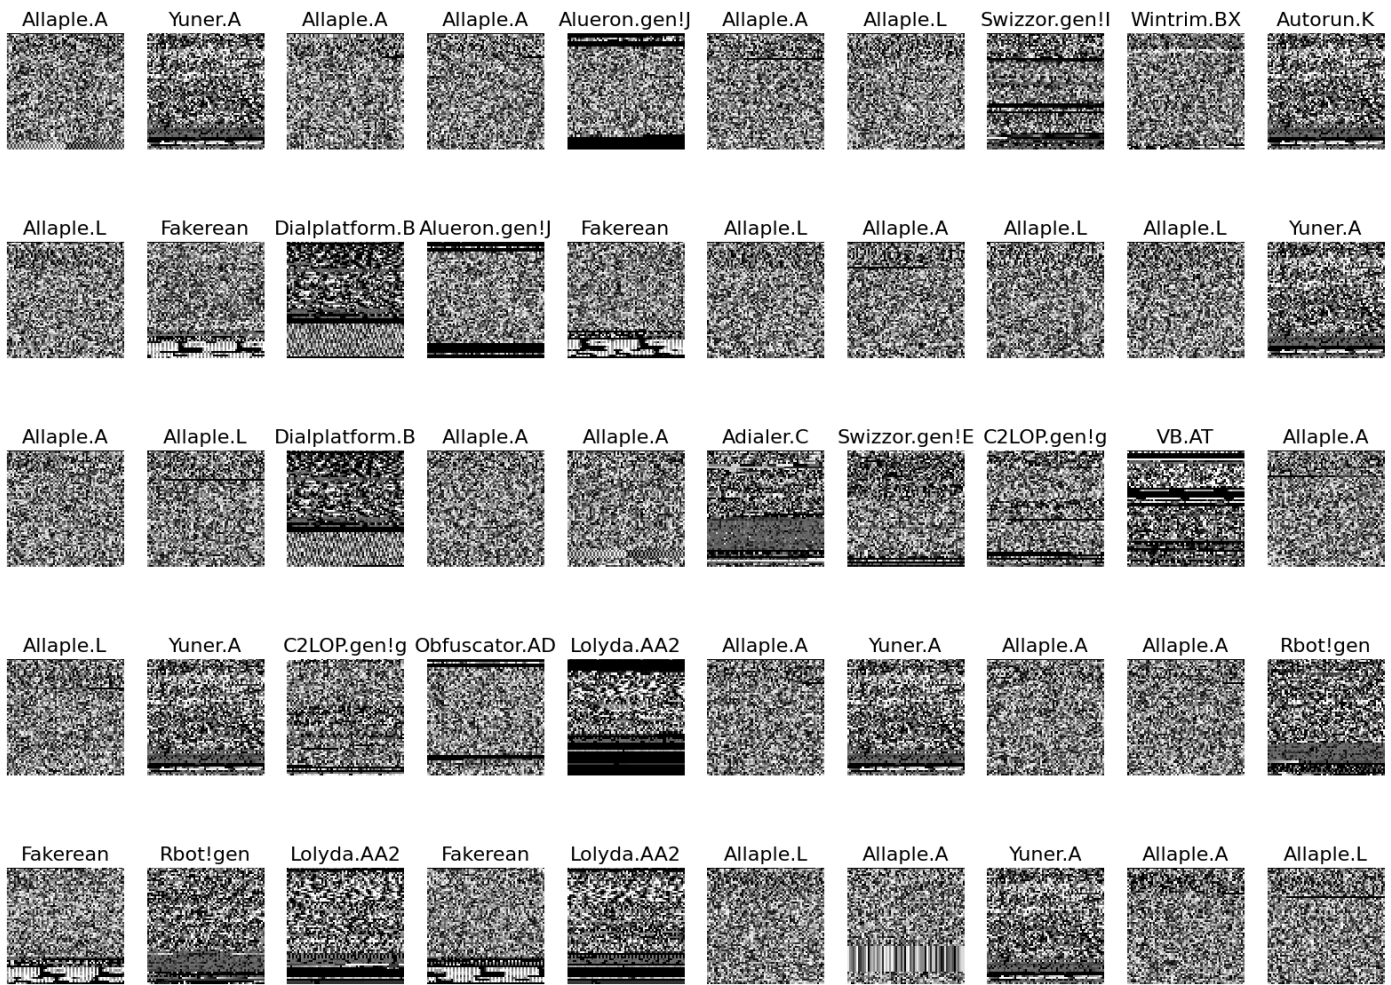 Allaple.A Yuner.A Allaple.A Allaple.A Alueron.gen!J Allaple.A Allaple.L Swizzor.gen!I Wintrim.BX Autorun.K
Allaple.L Fakerean Dialplatform.B Alueron.gen!J Fakerean Allaple.L Allaple.A Allaple.L Allaple.L Yuner.A
Allaple.A Allaple.L Dialplatform.B Allaple.A Allaple.A Adialer.C Swizzor.gen!E C2LOP.gen!g VB.AT Allaple.A
Allaple.L Yuner.A C2LOP.gen!g Obfuscator.AD Lolyda.AA2 Allaple.A Yuner.A Allaple.A Allaple.A Rbot!gen
Fakerean Rbot!gen Lolyda.AA2 Fakerean Lolyda.AA2 Allaple.L Allaple.A Yuner.A Allaple.A Allaple.L